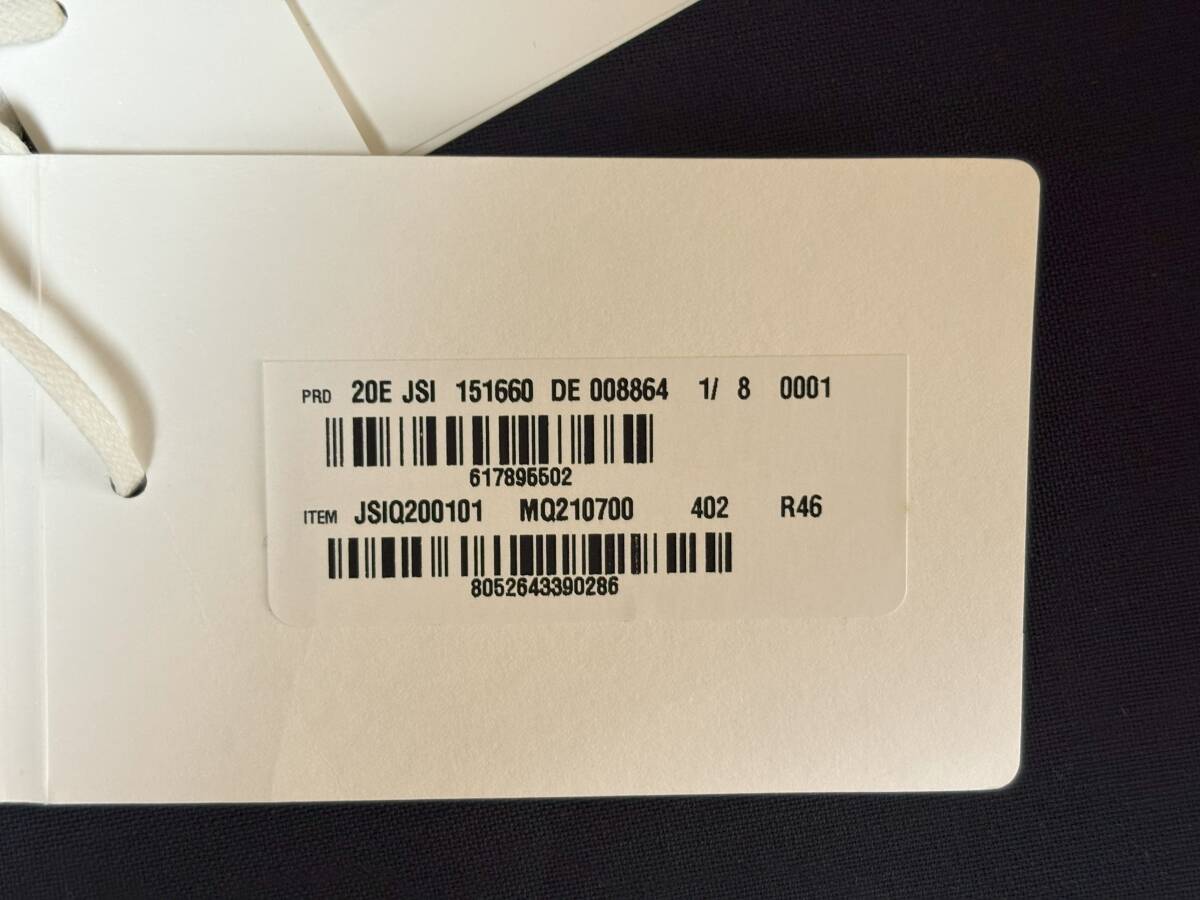 PRD 20E JSI 151660 DE 008864 1/ 8 0001
617895502
ITEM JSIQ200101 MQ210700 402 R46
8052643390286